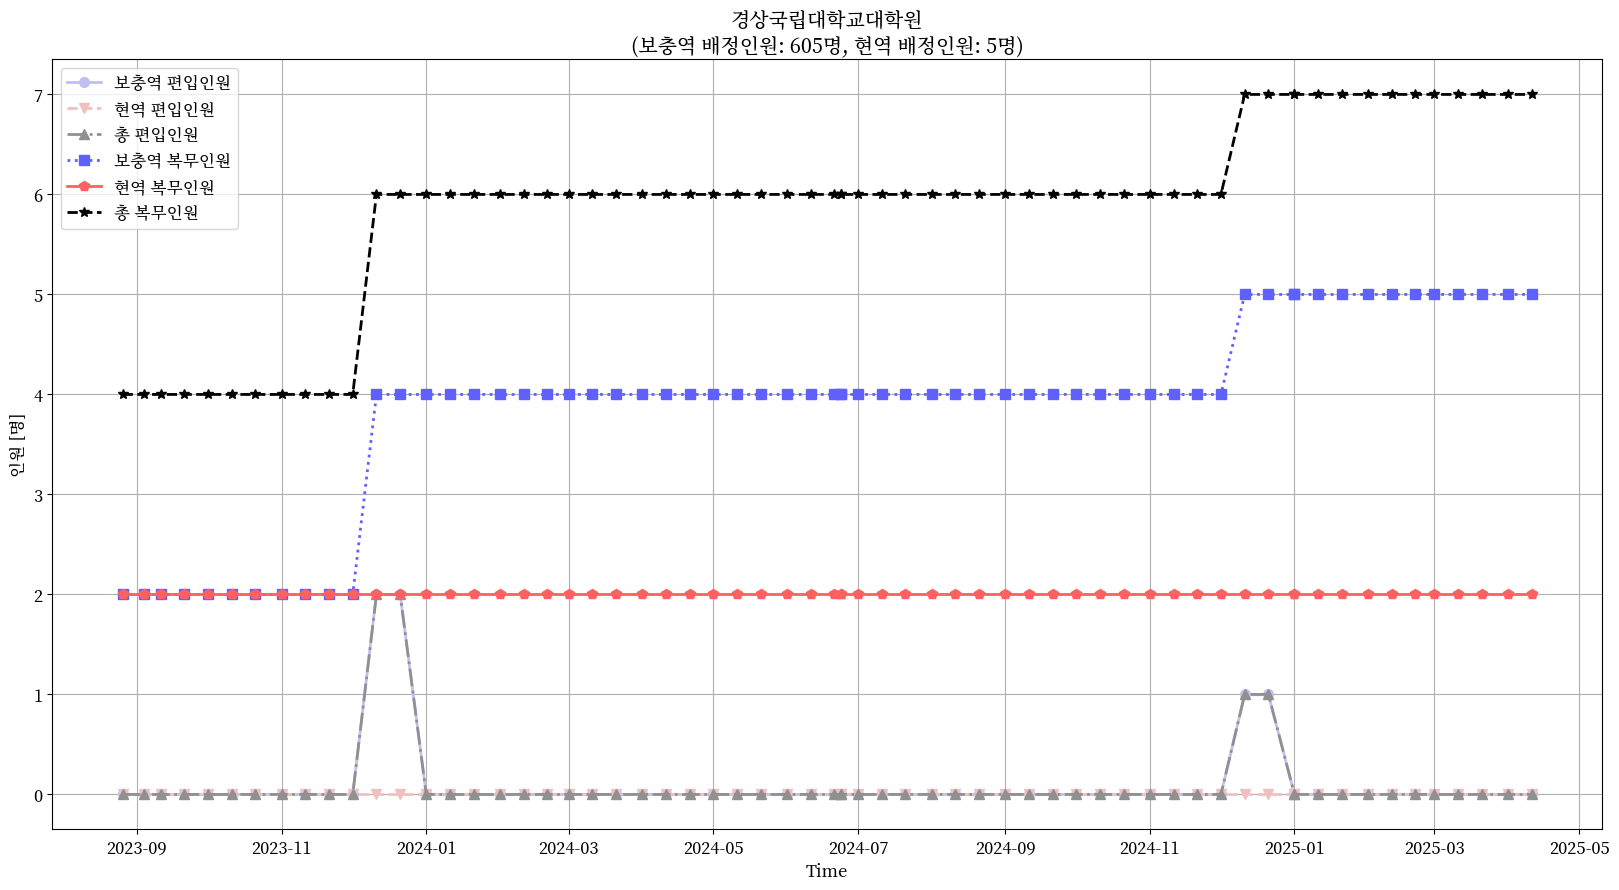 경상국립대학교대학원
(보충역 배정인원: 605명, 현역 배정인원: 5명)
보충역 편입인원
현역 편입인원
총 편입인원
보충역 복무인원
현역 복무인원
총 복무인원
7
6
5
4
3
2
1
0
인원 [명]
2023-09 2023-11 2024-01 2024-03 2024-05 2024-07 2024-09 2024-11 2025-01 2025-03 2025-05
Time